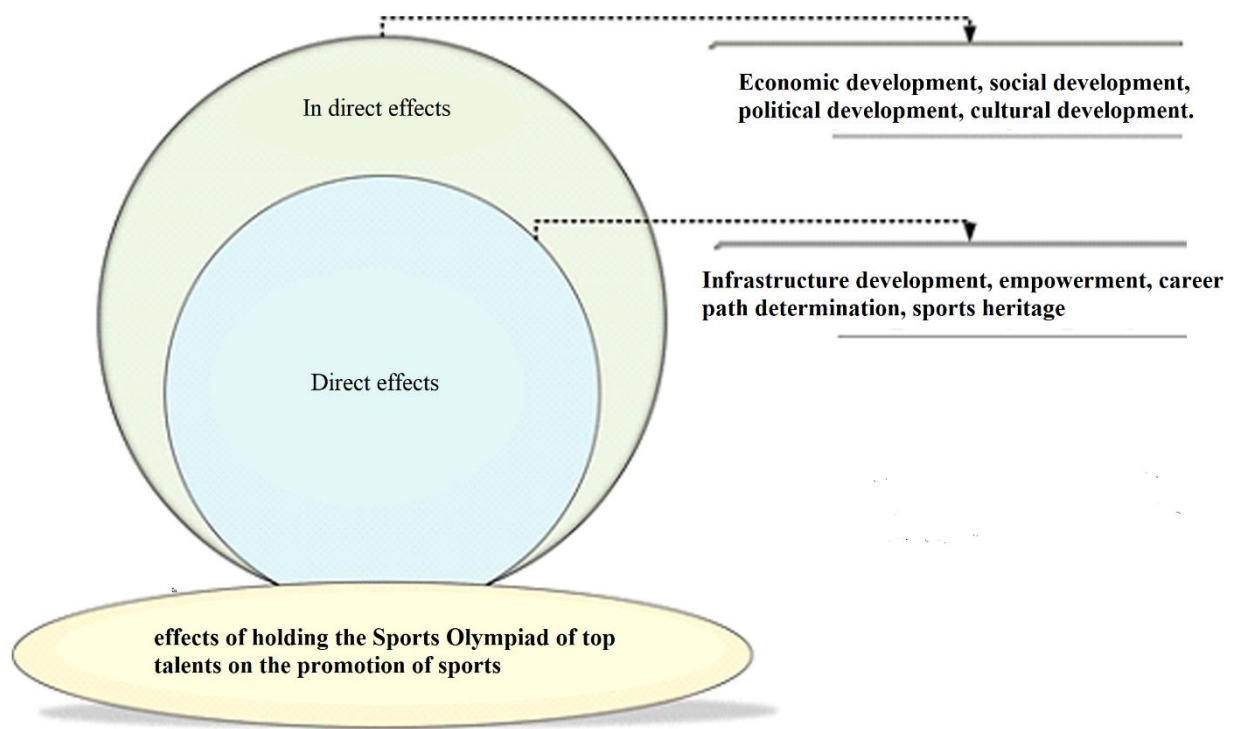 In direct effects
Economic development, social development,
political development, cultural development.
Infrastructure development, empowerment, career
path determination, sports heritage
Direct effects
effects of holding the Sports Olympiad of top
talents on the promotion of sports